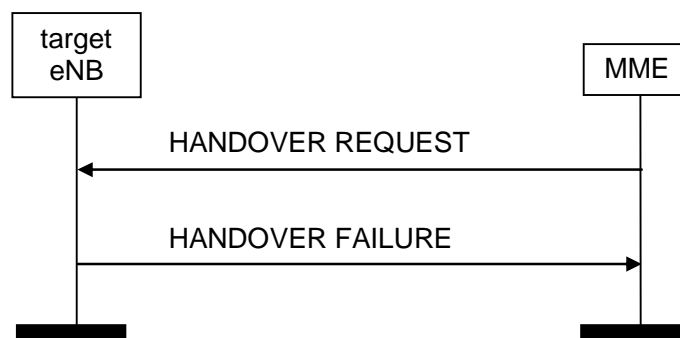 target
eNB
MME
HANDOVER REQUEST
HANDOVER FAILURE